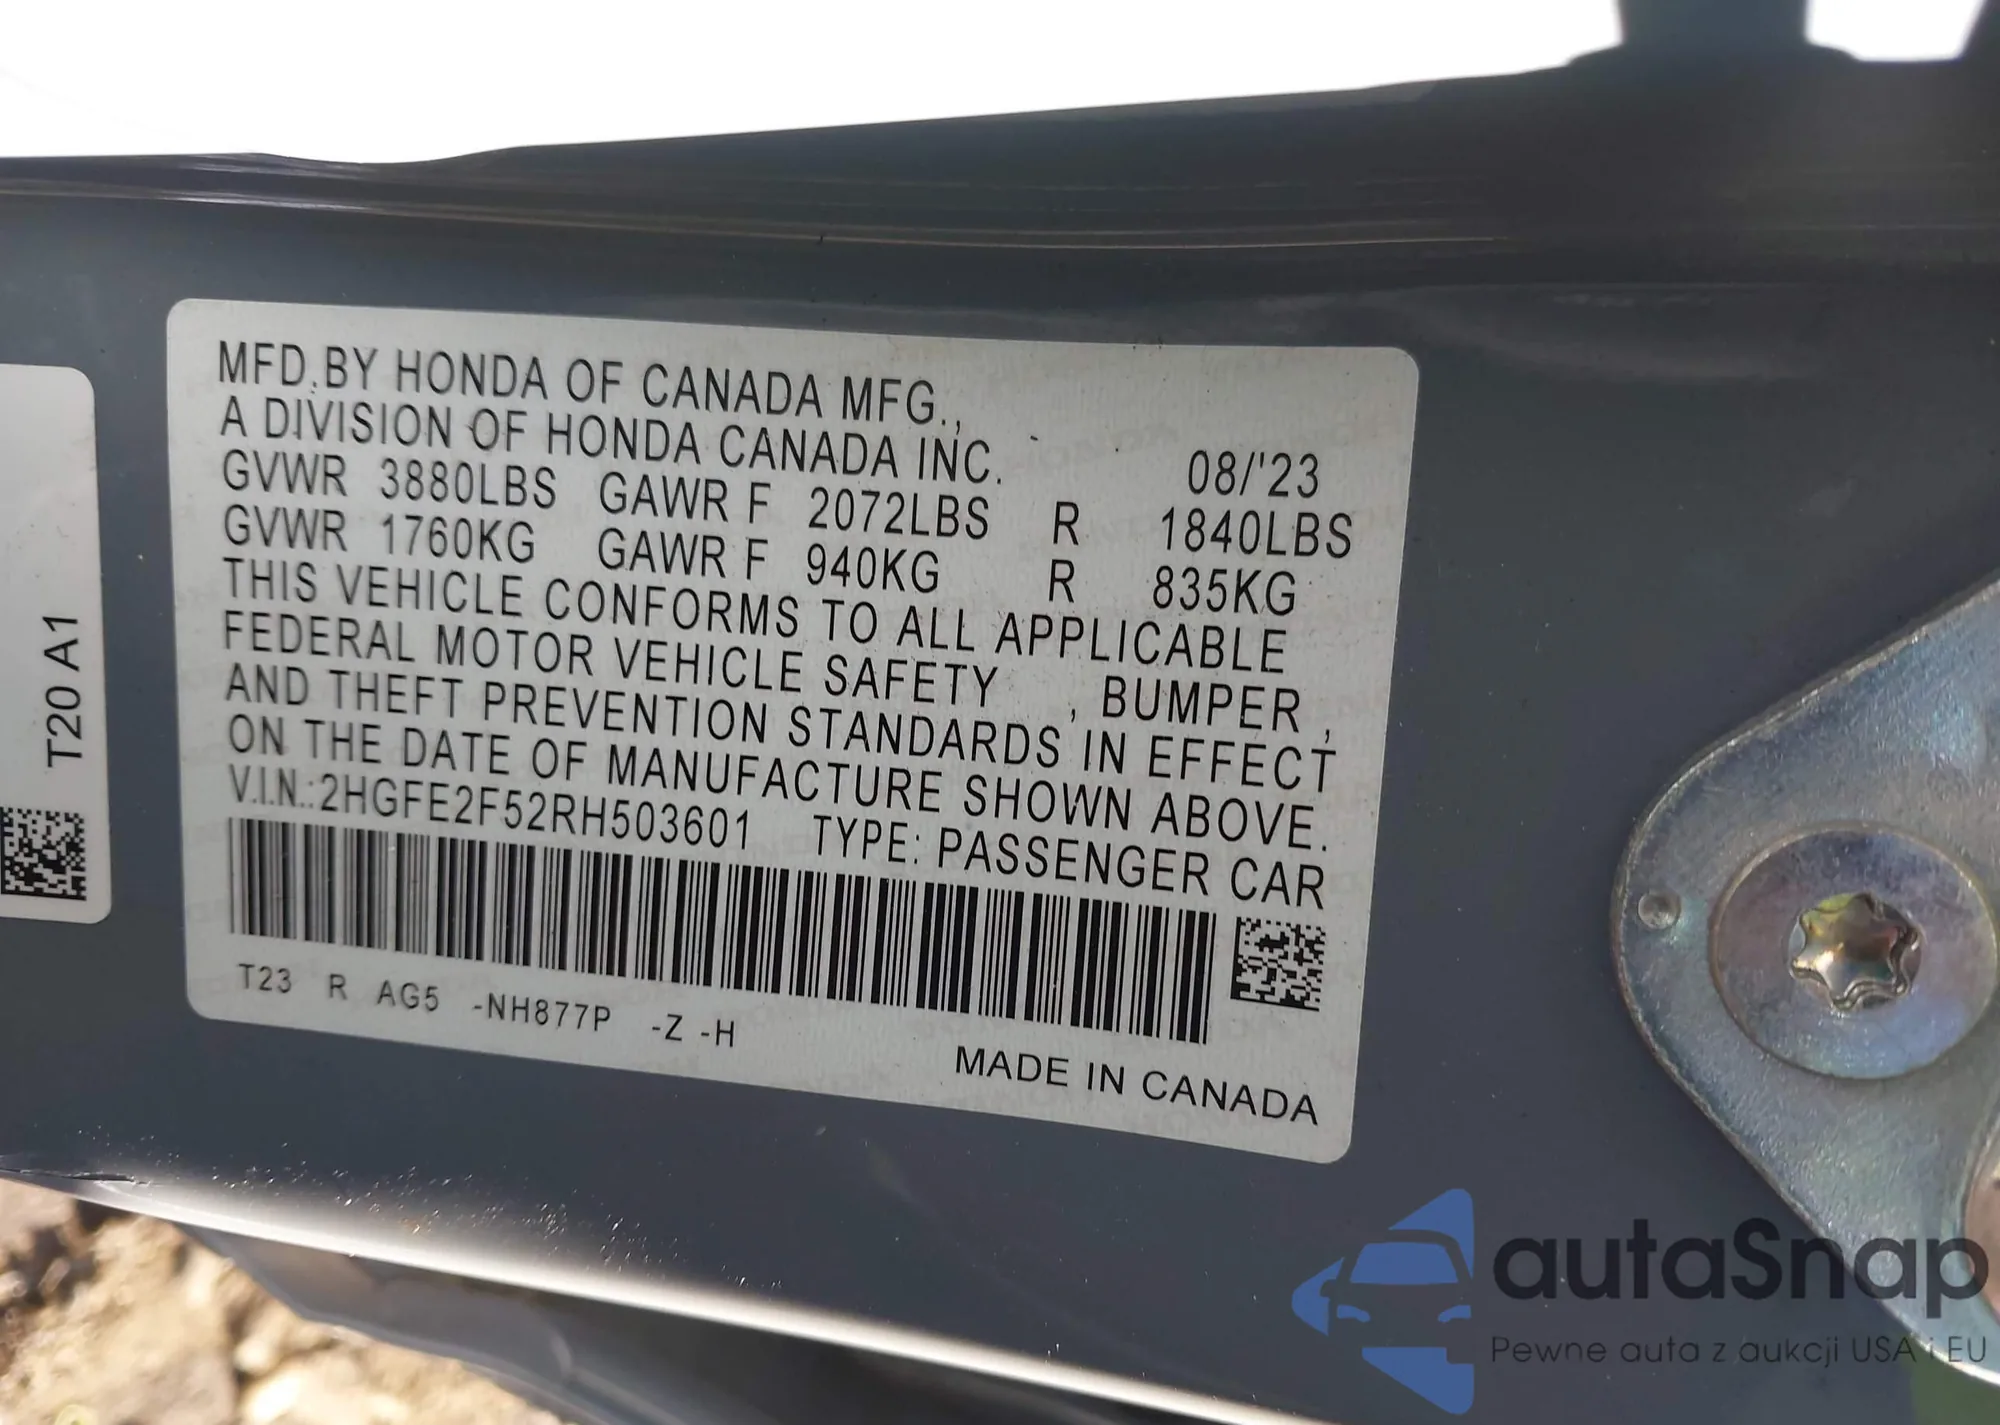 MFD.BY HONDA OF CANADA MFG.,
A DIVISION OF HONDA CANADA INC. 08/'23
GVWR 3880LBS GAWR F 2072LBS R 1840LBS
GVWR 1760KG GAWR F 940KG R 835KG
THIS VEHICLE CONFORMS TO ALL APPLICABLE
FEDERAL MOTOR VEHICLE SAFETY , BUMPER ,
AND THEFT PREVENTION STANDARDS IN EFFECT
ON THE DATE OF MANUFACTURE SHOWN ABOVE.
V.I.N.:2HGFE2F52RH503601 TYPE: PASSENGER CAR
T23 R AG5 -NH877P -Z -H
MADE IN CANADA
T20 A1
autaSnap
Pewne auta z aukcji USA i EU